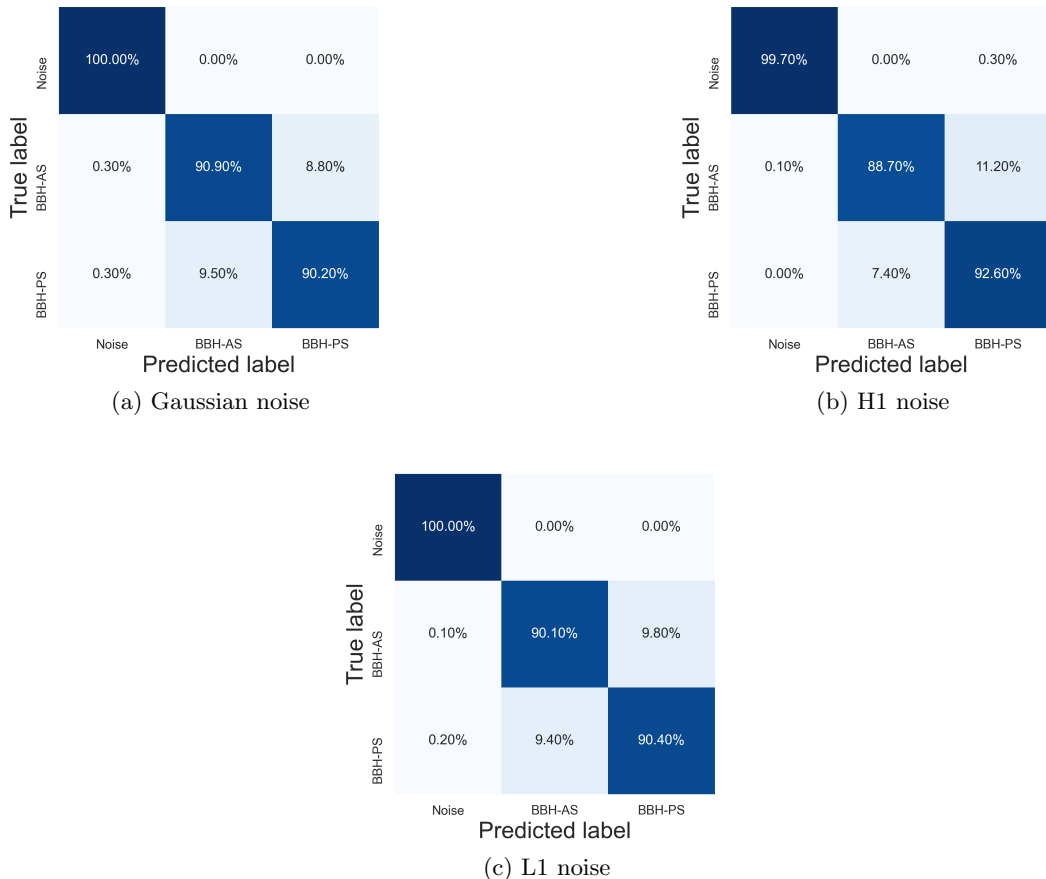 Noise 100.00% 0.00% 0.00%
BBH-AS 0.30% 90.90% 8.80%
BBH-PS 0.30% 9.50% 90.20%
True label
Noise BBH-AS BBH-PS
Predicted label
(a) Gaussian noise
Noise 99.70% 0.00% 0.30%
BBH-AS 0.10% 88.70% 11.20%
BBH-PS 0.00% 7.40% 92.60%
True label
Noise BBH-AS BBH-PS
Predicted label
(b) H1 noise
Noise 100.00% 0.00% 0.00%
BBH-AS 0.10% 90.10% 9.80%
BBH-PS 0.20% 9.40% 90.40%
True label
Noise BBH-AS BBH-PS
Predicted label
(c) L1 noise